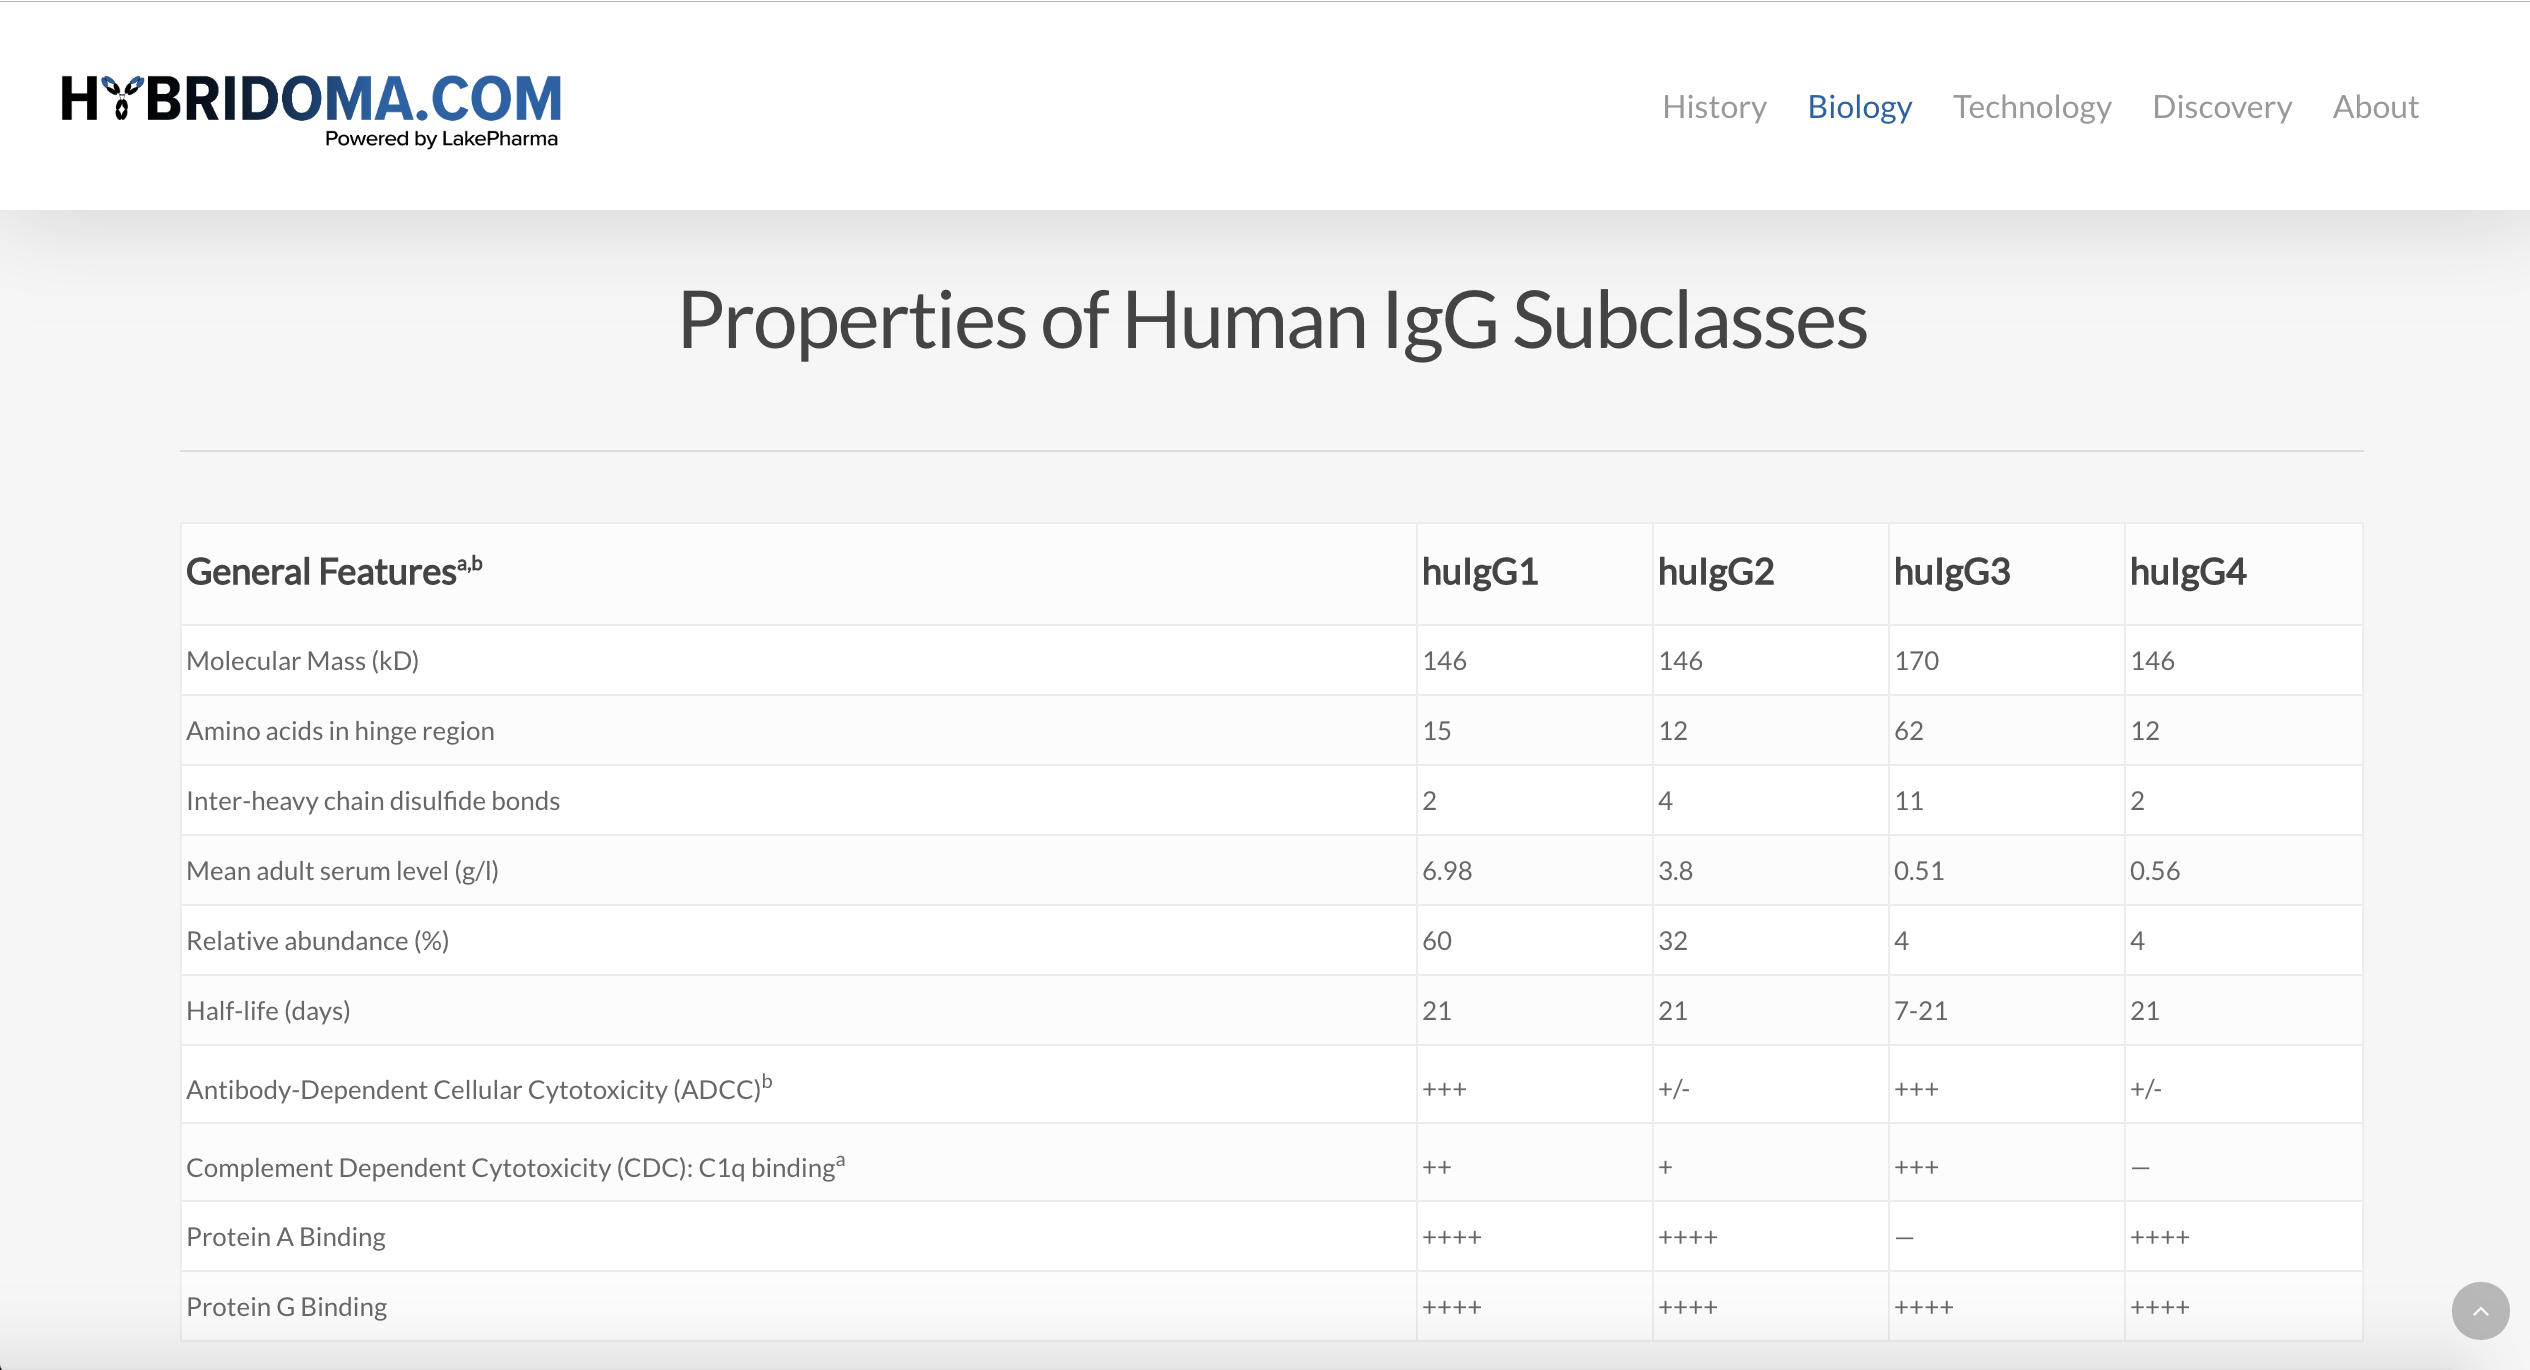 HYBRIDOMA.COM
Powered by LakePharma
History Biology Technology Discovery About
Properties of Human IgG Subclasses
General Featuresa,b huIgG1 huIgG2 huIgG3 huIgG4
Molecular Mass (kD) 146 146 170 146
Amino acids in hinge region 15 12 62 12
Inter-heavy chain disulfide bonds 2 4 11 2
Mean adult serum level (g/l) 6.98 3.8 0.51 0.56
Relative abundance (%) 60 32 4 4
Half-life (days) 21 21 7-21 21
Antibody-Dependent Cellular Cytotoxicity (ADCC)b +++ +/- +++ +/-
Complement Dependent Cytotoxicity (CDC): C1q bindinga ++ + +++ —
Protein A Binding ++++ ++++ — ++++
Protein G Binding ++++ ++++ ++++ ++++